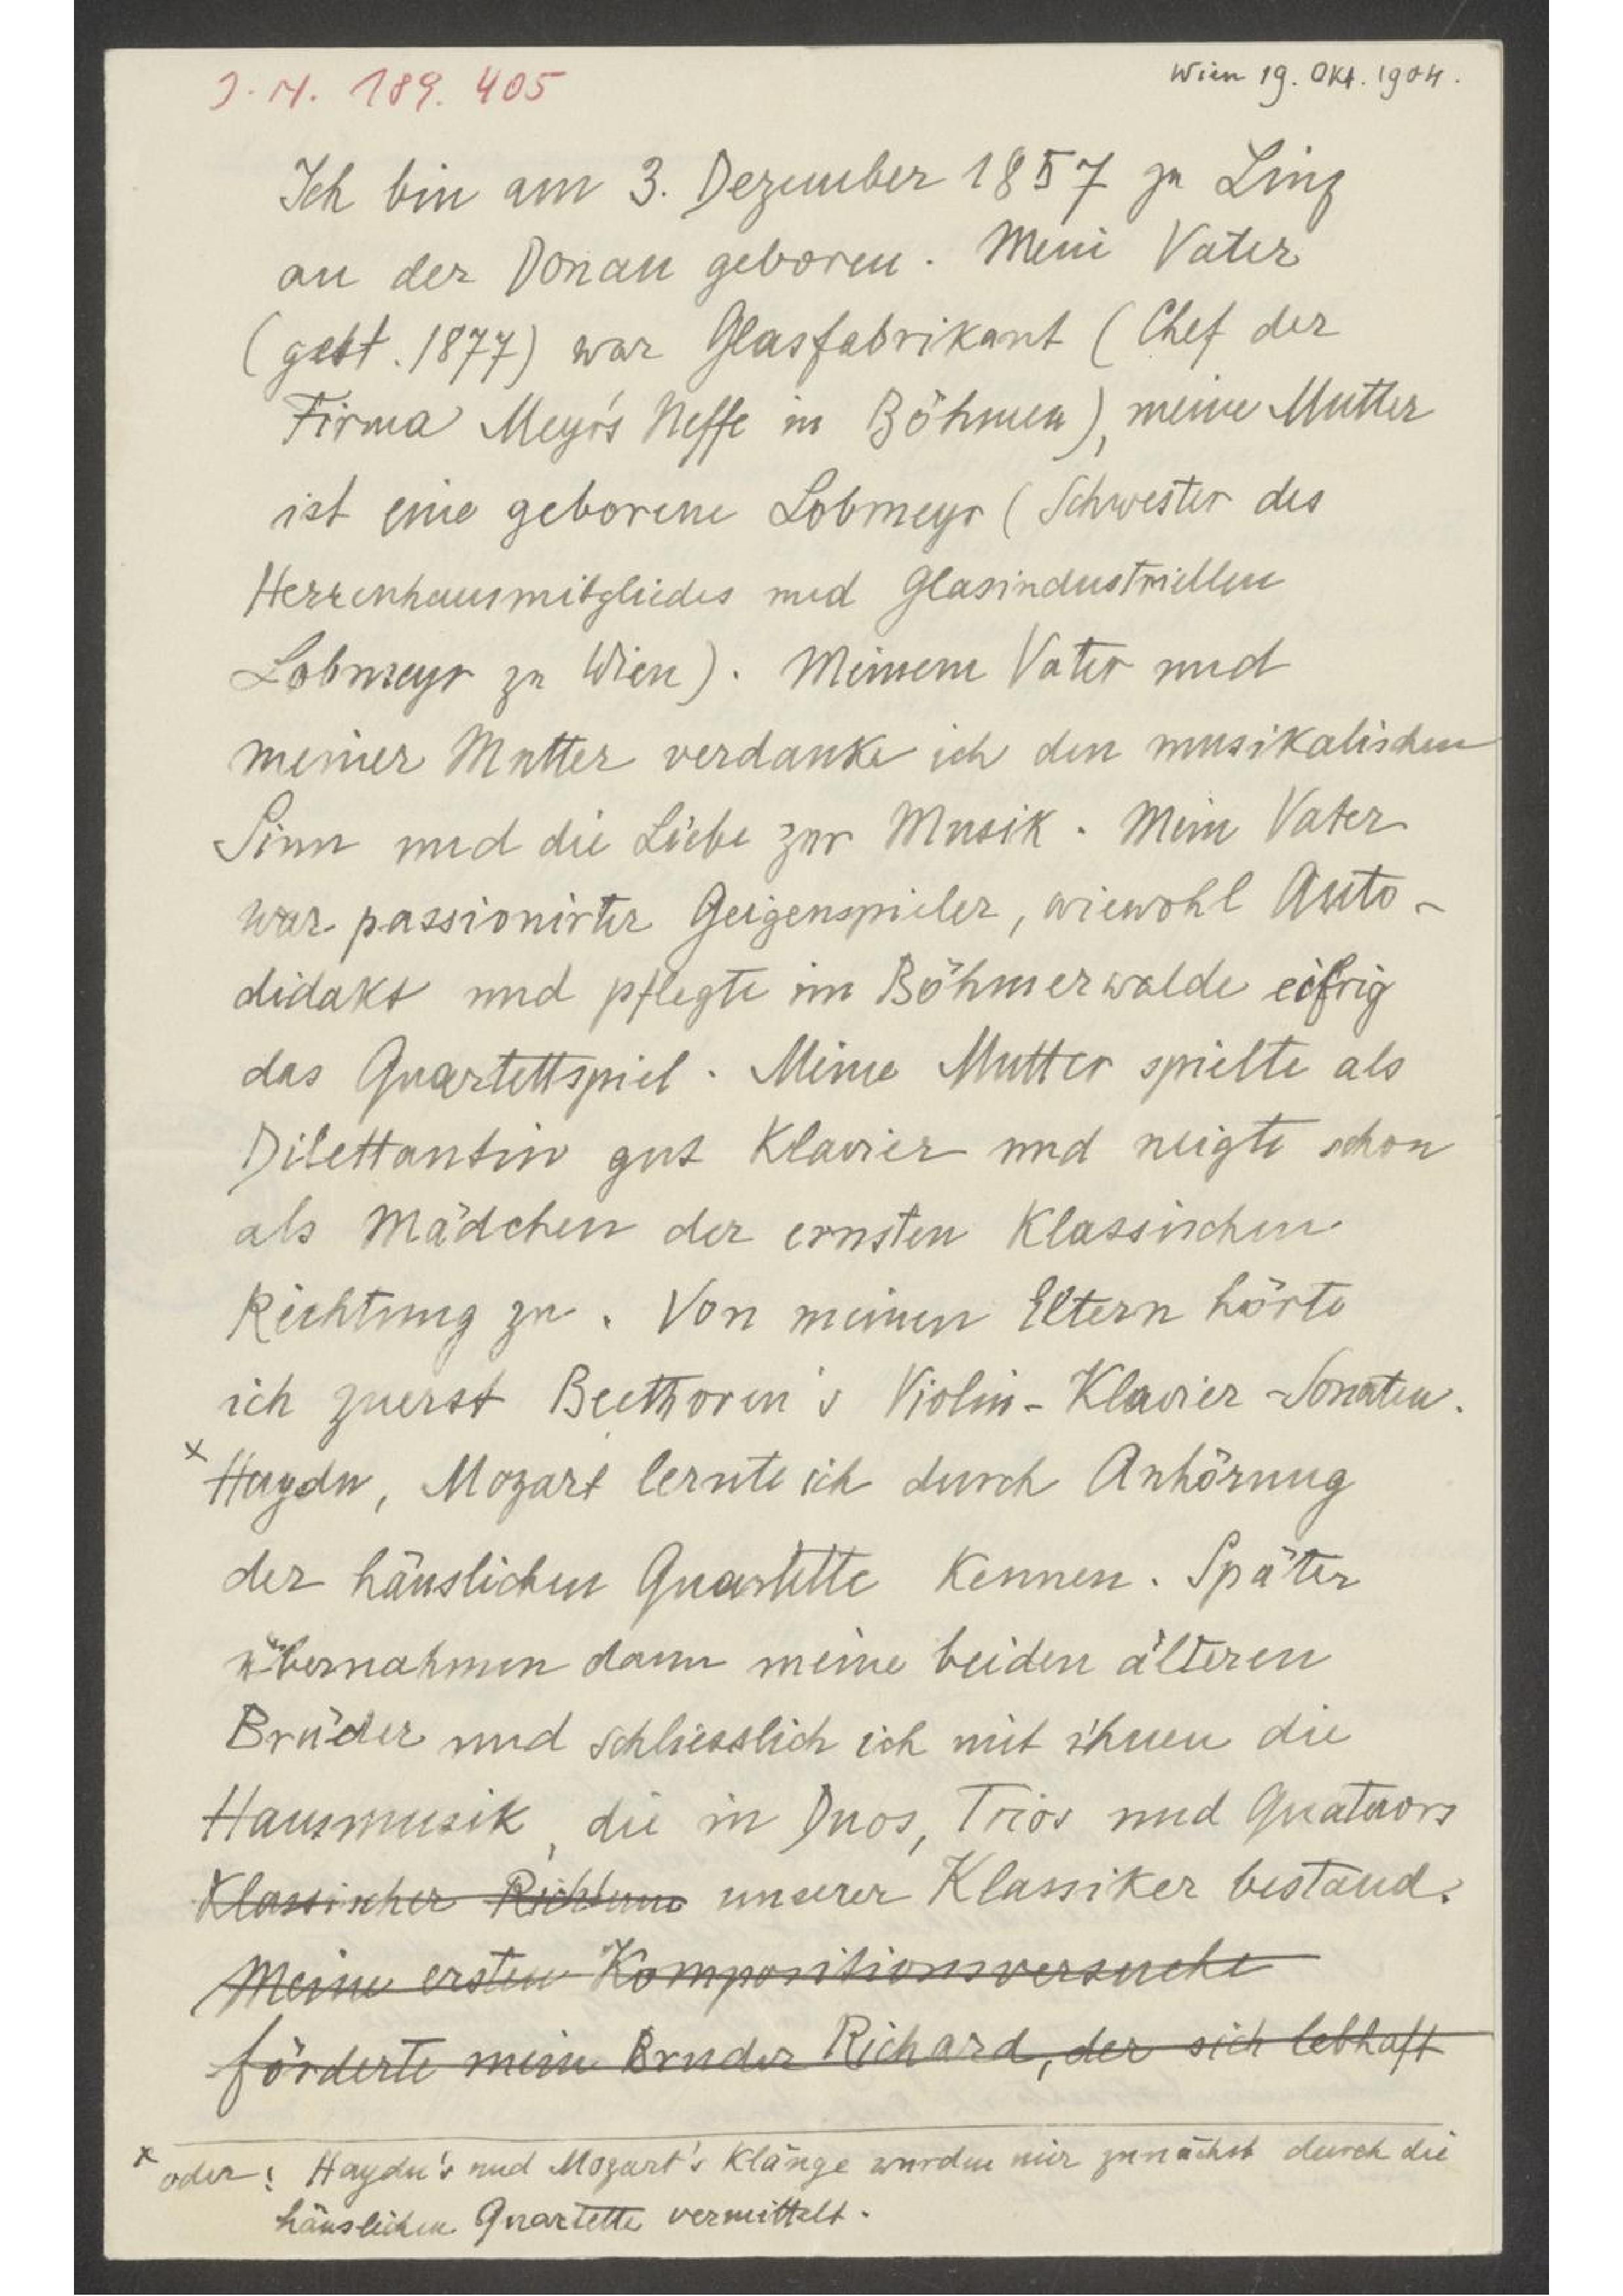 J. N. 189.405
Wien 19. Okt. 1904.
Ich bin am 3. Dezember 1857 zu Linz
an der Donau geboren. Mein Vater
(gest. 1877) war Glasfabrikant (Chef der
Firma Meyr's Neffe in Böhmen), meine Mutter
ist eine geborene Lobmeyr (Schwester des
Herrenhausmitgliedes und Glasindustriellen
Lobmeyr zu Wien). Meinem Vater und
meiner Mutter verdanke ich den musikalischen
Sinn und die Liebe zur Musik. Mein Vater
war passionirter Geigenspieler, wiewohl Auto-
didakt und pflegte im Böhmerwalde eifrig
das Quartettspiel. Meine Mutter spielte als
Dilettantin gut Klavier und neigte schon
als Mädchen der ernsten klassischen
Richtung zu. Von meinen Eltern hörte
ich zuerst Beethoven's Violin-Klavier-Sonaten.
x Haydn, Mozart lernte ich durch Anhörung
der häuslichen Quartette kennen. Später
übernahmen dann meine beiden älteren
Brüder und schliesslich ich mit ihnen die
Hausmusik, die in Duos, Trios und Quatuors
Klassischer Richtung unserer Klassiker bestand.
Meine ersten Kompositionsversuche
förderte mein Bruder Richard, der sich lebhaft
x oder: Haydn's und Mozart's Klänge wurden mir zunächst durch die
häuslichen Quartette vermittelt.